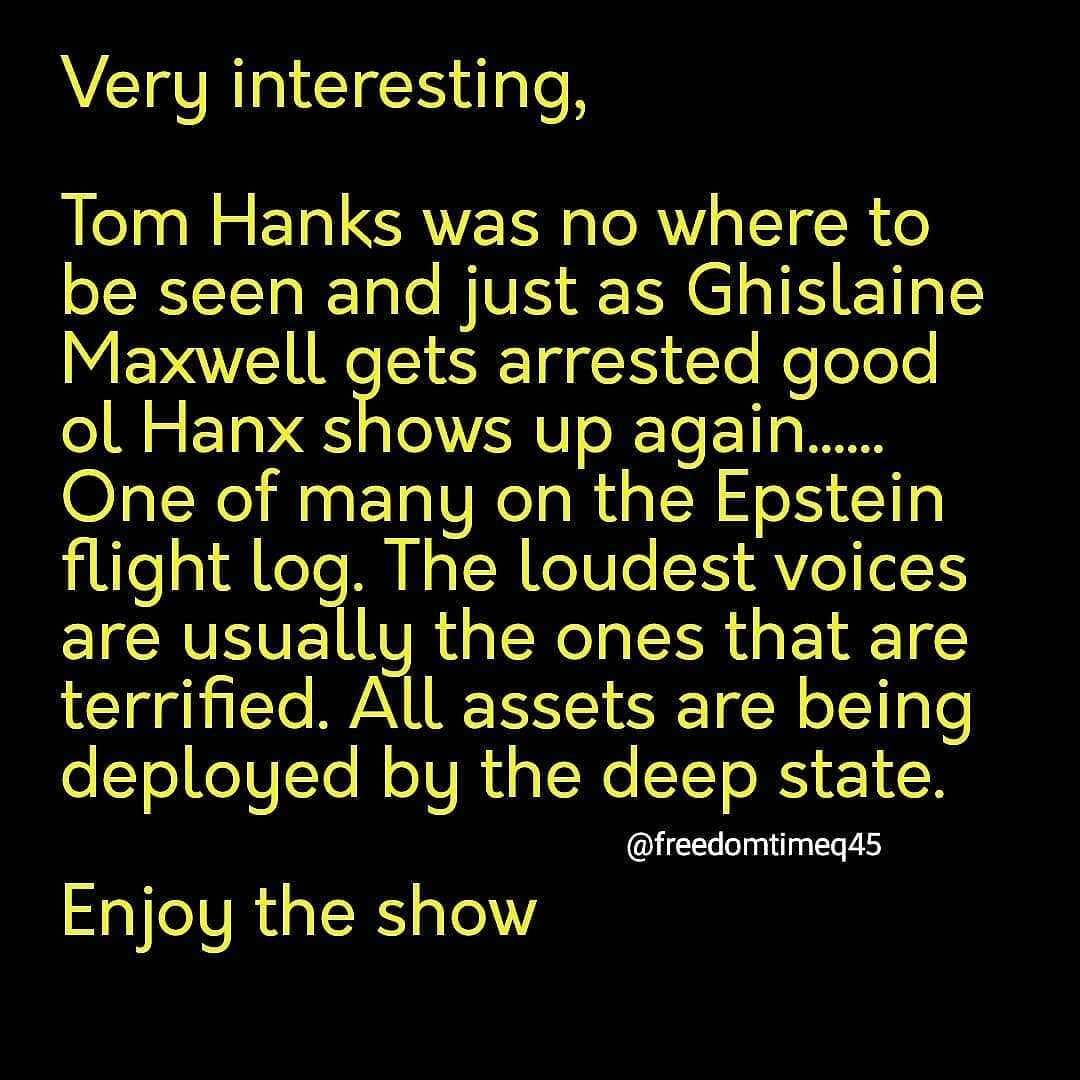 Very interesting,
Tom Hanks was no where to
be seen and just as Ghislaine
Maxwell gets arrested good
ol Hanx shows up again......
One of many on the Epstein
flight log. The loudest voices
are usually the ones that are
terrified. All assets are being
deployed by the deep state.
@freedomtimeq45
Enjoy the show